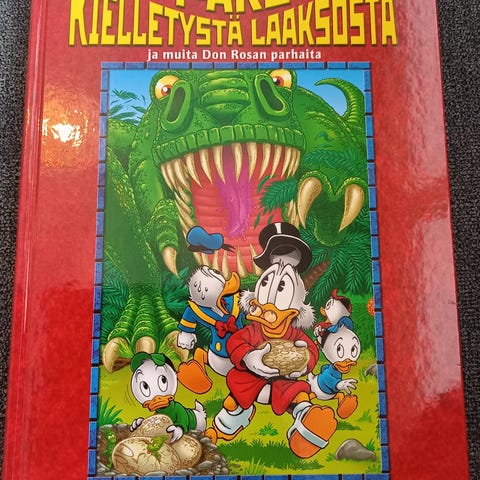 KIELLETYSTÄ LAAKSOSTA
ja muita Don Rosan parhaita